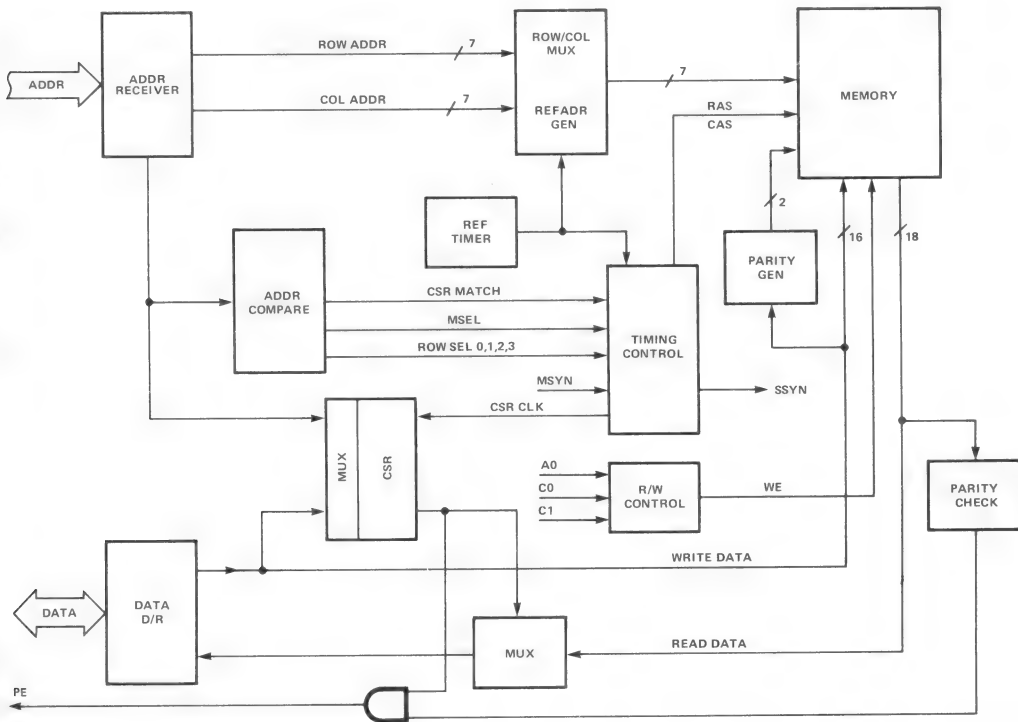 ADDR
ADDR
RECEIVER
ROW ADDR
7
COL ADDR
7
ROW/COL
MUX
REFADR
GEN
7
RAS
CAS
MEMORY
REF
TIMER
2
16
18
PARITY
GEN
ADDR
COMPARE
CSR MATCH
MSEL
ROW SEL 0,1,2,3
MSYN
CSR CLK
TIMING
CONTROL
SSYN
MUX
CSR
A0
C0
C1
R/W
CONTROL
WE
PARITY
CHECK
WRITE DATA
DATA
DATA
D/R
MUX
READ DATA
PE